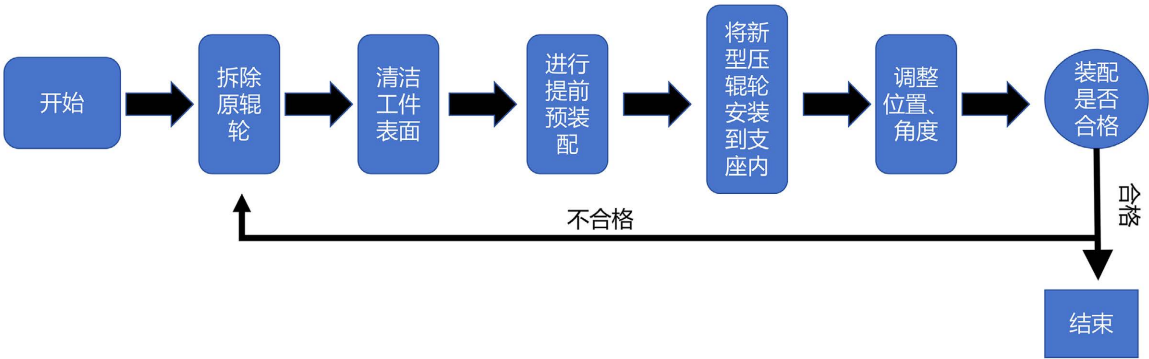 开始
拆除
原辊
轮
清洁
工件
表面
进行
提前
预装
配
将新
型压
辊轮
安装
到支
座内
调整
位置、
角度
装配
是否
合格
不合格
合格
结束